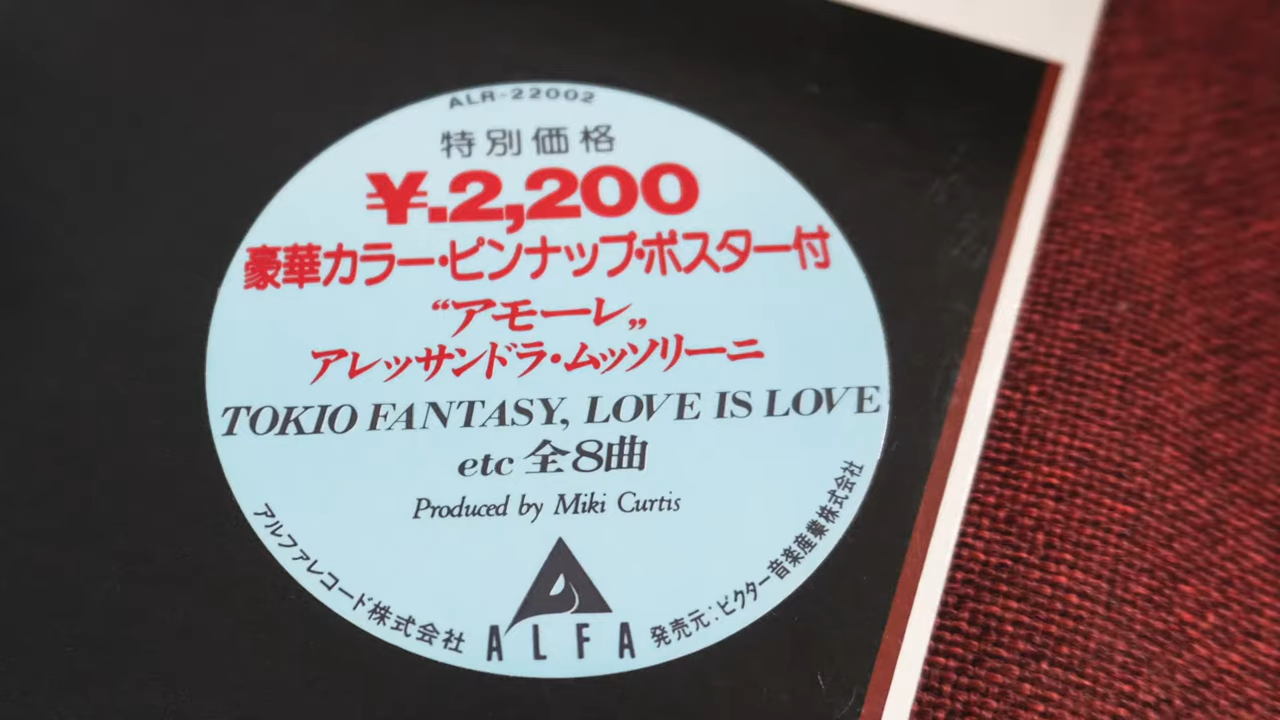 ALR-22002
特別価格
¥.2,200
豪華カラー・ピンナップ・ポスター付
“アモーレ„
アレッサンドラ・ムッソリーニ
TOKIO FANTASY, LOVE IS LOVE
etc 全8曲
Produced by Miki Curtis
アルファレコード株式会社
ALFA
発売元：ビクター音楽産業株式会社